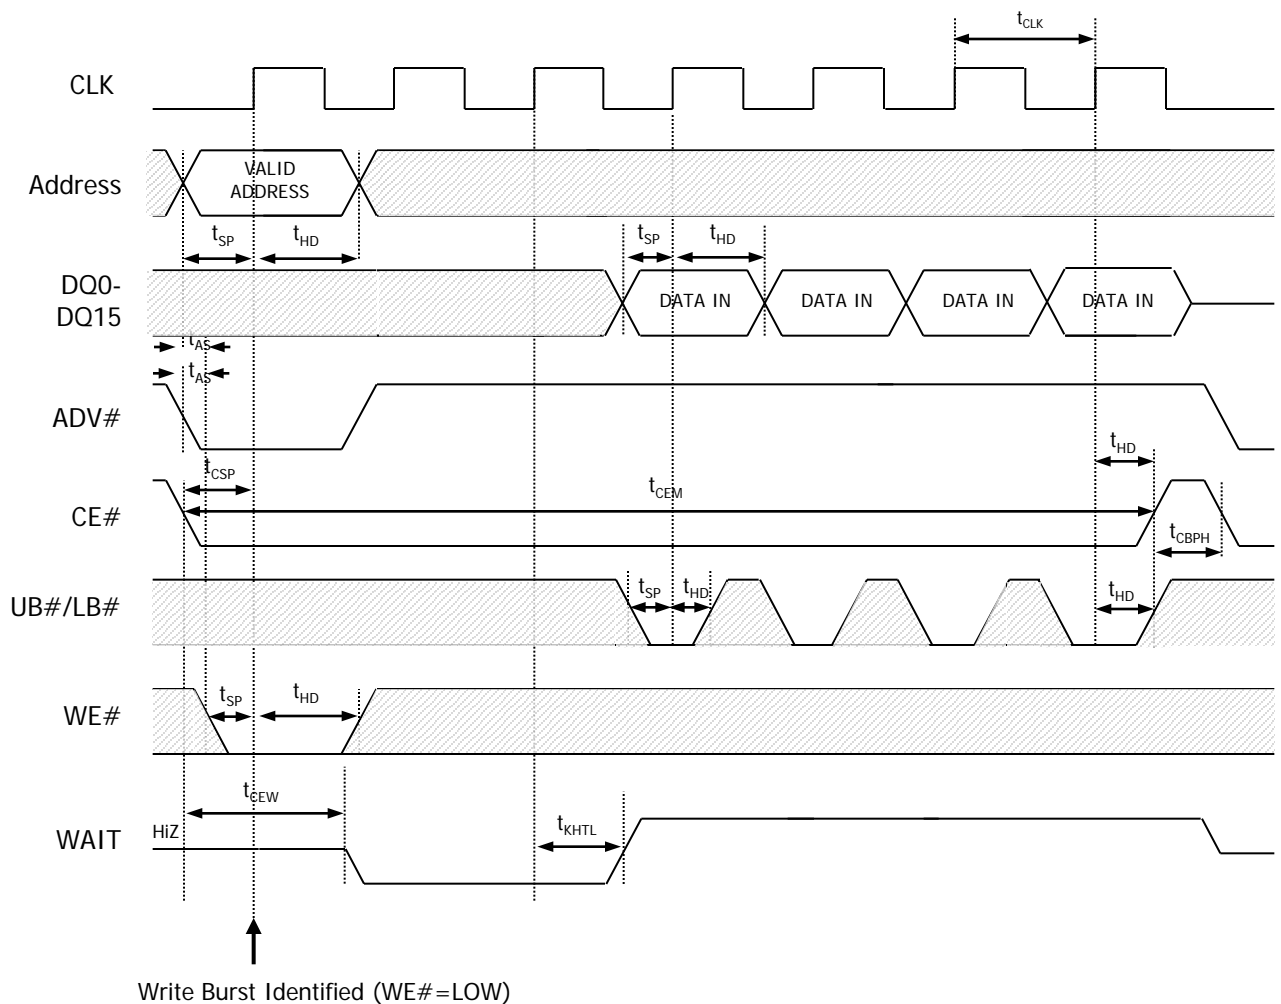 tCLK
CLK
VALID
ADDRESS
Address
tSP
tHD
tSP
tHD
DQ0-
DQ15
DATA IN
DATA IN
DATA IN
DATA IN
tAS
tAS
ADV#
tHD
tCSP
tCEM
CE#
tCBPH
UB#/LB#
tSP
tHD
tHD
WE#
tSP
tHD
tCEW
WAIT
HiZ
tKHTL
Write Burst Identified (WE#=LOW)